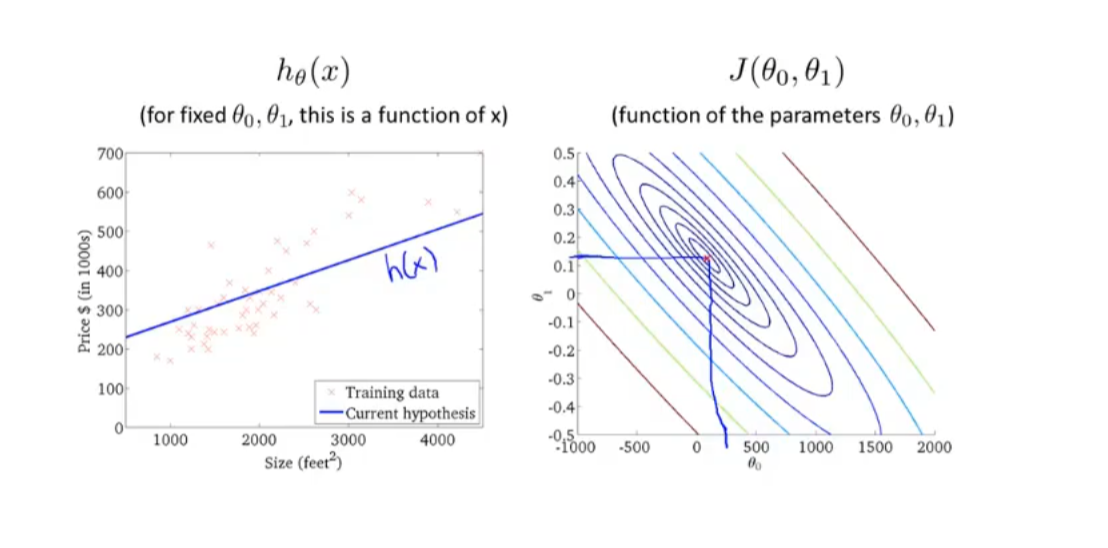 hθ(x)
(for fixed θ0, θ1, this is a function of x)
700
600
500
400
300
200
100
0
Price $ (in 1000s)
1000 2000 3000 4000
Size (feet²)
h(x)
Training data
Current hypothesis
J(θ0, θ1)
(function of the parameters θ0, θ1)
0.5
0.4
0.3
0.2
0.1
0
-0.1
-0.2
-0.3
-0.4
-0.5
θ1
-1000 -500 0 500 1000 1500 2000
θ0